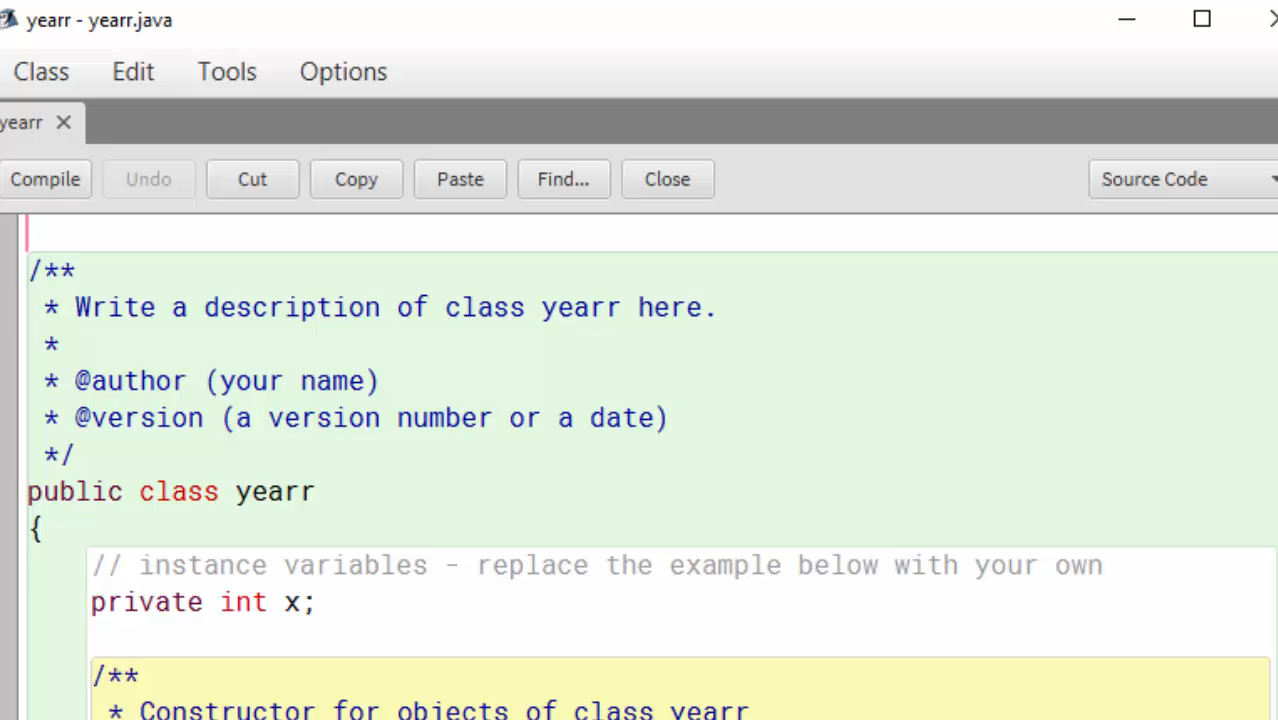 yearr - yearr.java
Class Edit Tools Options
yearr
Compile Undo Cut Copy Paste Find... Close Source Code
/**
* Write a description of class yearr here.
*
* @author (your name)
* @version (a version number or a date)
*/
public class yearr
{
// instance variables - replace the example below with your own
private int x;
/**
* Constructor for objects of class yearr